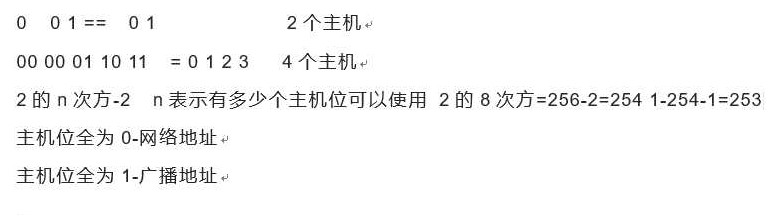 0 0 1 == 0 1 2 个主机
00 00 01 10 11 = 0 1 2 3 4 个主机
2 的 n 次方-2 n 表示有多少个主机位可以使用 2 的 8 次方=256-2=254 1-254-1=253
主机位全为 0-网络地址
主机位全为 1-广播地址